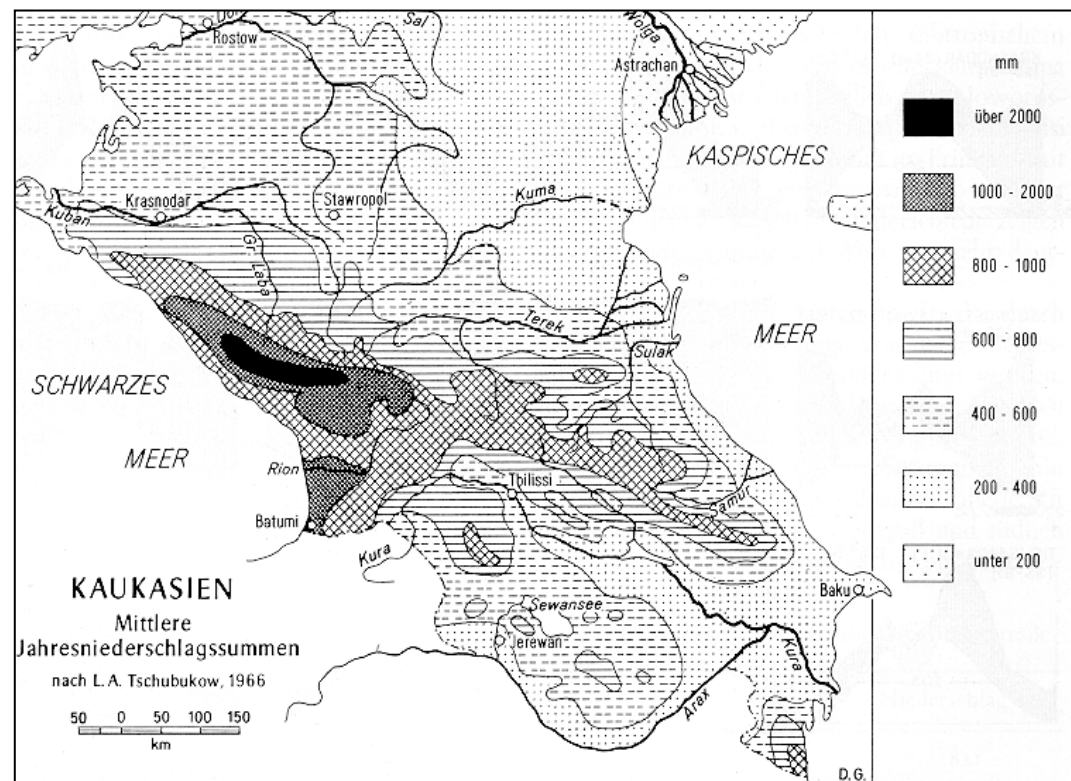 Don
Rostow
Sal
Wolga
Astrachan
KASPISCHES
MEER
Krasnodar
Kuban
Stawropol
Kuma
Gr. Laba
Terek
Sulak
SCHWARZES
MEER
Rion
Tbilissi
Samur
Batumi
Kura
Baku
Sewansee
Jerewan
Kura
Arax
KAUKASIEN
Mittlere
Jahresniederschlagssummen
nach L.A. Tschubukow, 1966
50 0 50 100 150
km
D.G.
mm
über 2000
1000 - 2000
800 - 1000
600 - 800
400 - 600
200 - 400
unter 200